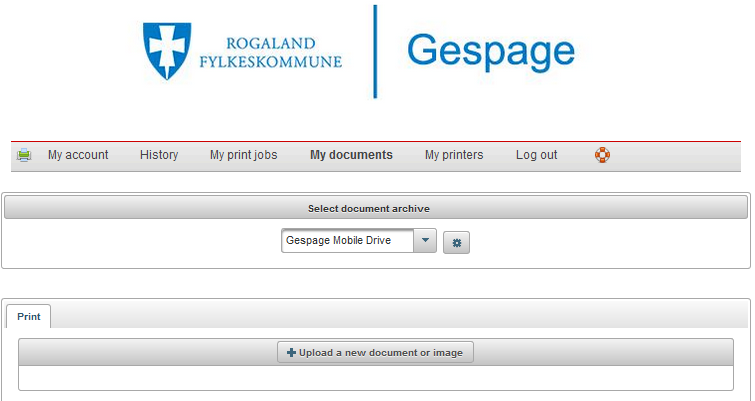 ROGALAND
FYLKESKOMMUNE
Gespage
My account History My print jobs My documents My printers Log out
Select document archive
Gespage Mobile Drive
Print
Upload a new document or image